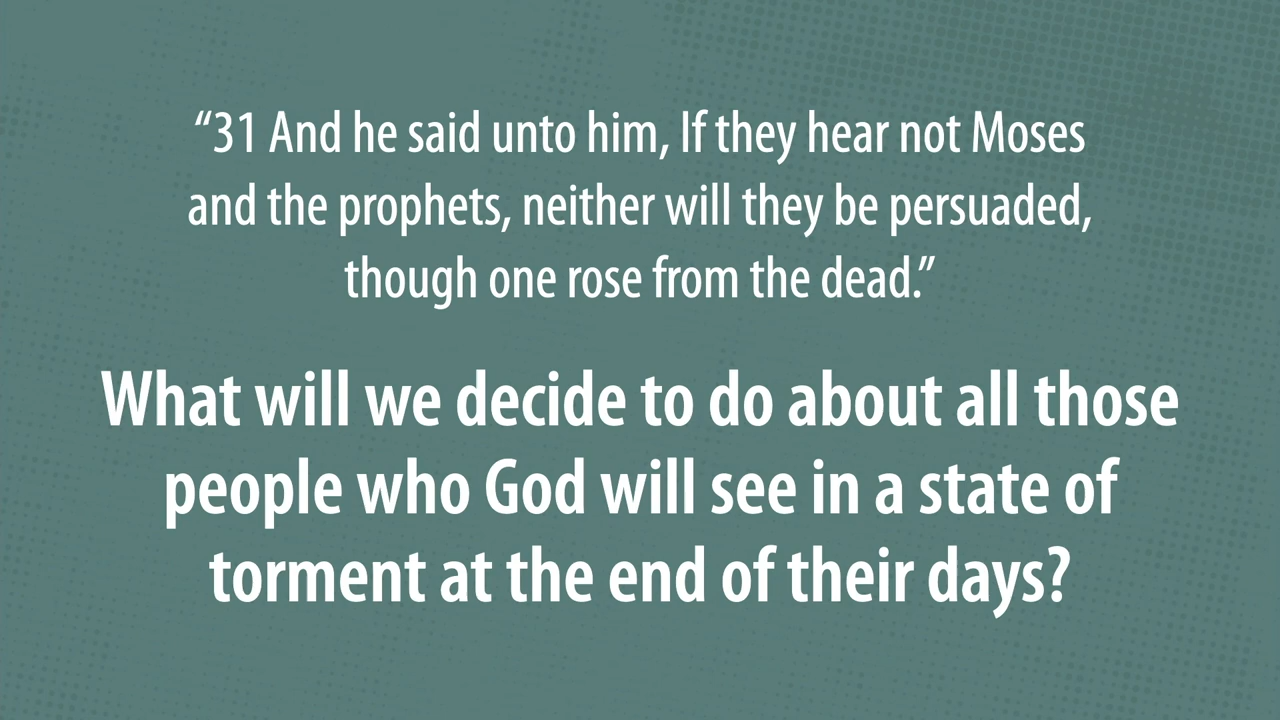 “31 And he said unto him, If they hear not Moses
and the prophets, neither will they be persuaded,
though one rose from the dead.”
What will we decide to do about all those
people who God will see in a state of
torment at the end of their days?